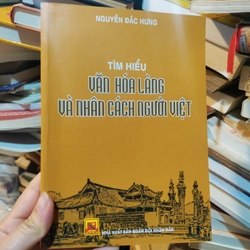 NGUYỄN ĐẮC HƯNG
TÌM HIỂU
VĂN HÓA LÀNG
VÀ NHÂN CÁCH NGƯỜI VIỆT
NHÀ XUẤT BẢN QUÂN ĐỘI NHÂN DÂN